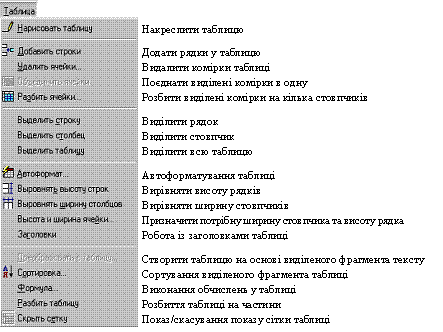 Таблица
Нарисовать таблицу Накреслити таблицю
Добавить строки Додати рядки у таблицю
Удалить ячейки... Видалити комірки таблиці
Объединить ячейки Поєднати виділені комірки в одну
Разбить ячейки... Розбити виділені комірки на кілька стовпчиків
Выделить строку Виділити рядок
Выделить столбец Виділити стовпчик
Выделить таблицу Виділити всю таблицю
Автоформат... Автоформатування таблиці
Выровнять высоту строк Вирівняти висоту рядків
Выровнять ширину столбцов Вирівняти ширину стовпчиків
Высота и ширина ячейки... Призначити потрібну ширину стовпчика та висоту рядка
Заголовки Робота із заголовками таблиці
Преобразовать в таблицу... Створити таблицю на основі виділеного фрагмента тексту
Сортировка... Сортування виділеного фрагмента таблиці
Формула... Виконання обчислень у таблиці
Разбить таблицу Розбиття таблиці на частини
Скрыть сетку Показ/скасування показу сітки таблиці